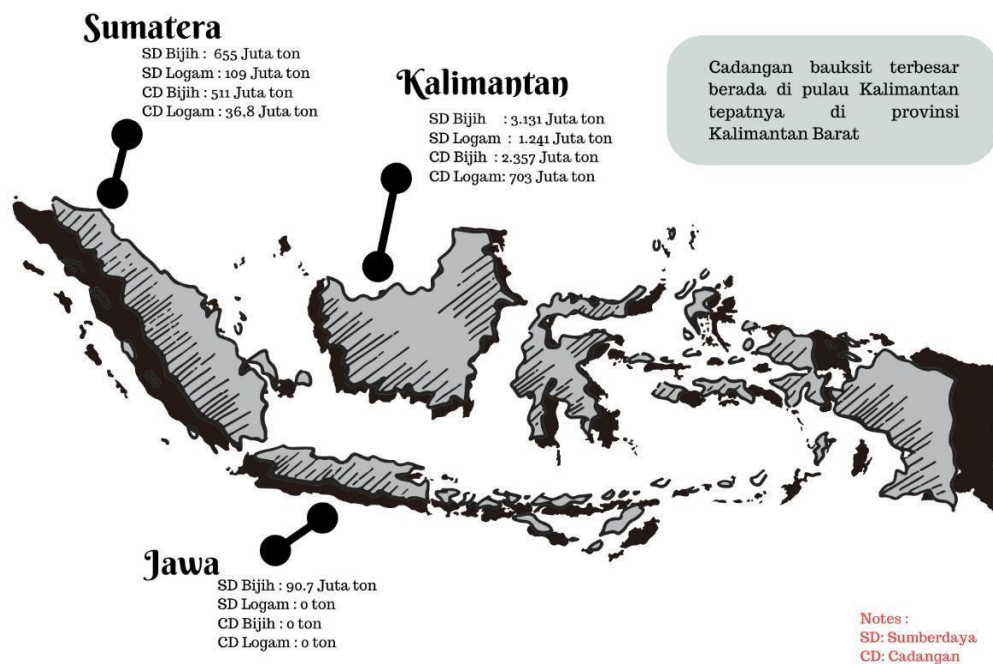 Sumatera
SD Bijih : 655 Juta ton
SD Logam : 109 Juta ton
CD Bijih : 511 Juta ton
CD Logam : 36,8 Juta ton
Kalimantan
SD Bijih : 3.131 Juta ton
SD Logam : 1.241 Juta ton
CD Bijih : 2.357 Juta ton
CD Logam: 703 Juta ton
Cadangan bauksit terbesar
berada di pulau Kalimantan
tepatnya di provinsi
Kalimantan Barat
Jawa
SD Bijih : 90.7 Juta ton
SD Logam : 0 ton
CD Bijih : 0 ton
CD Logam : 0 ton
Notes :
SD: Sumberdaya
CD: Cadangan